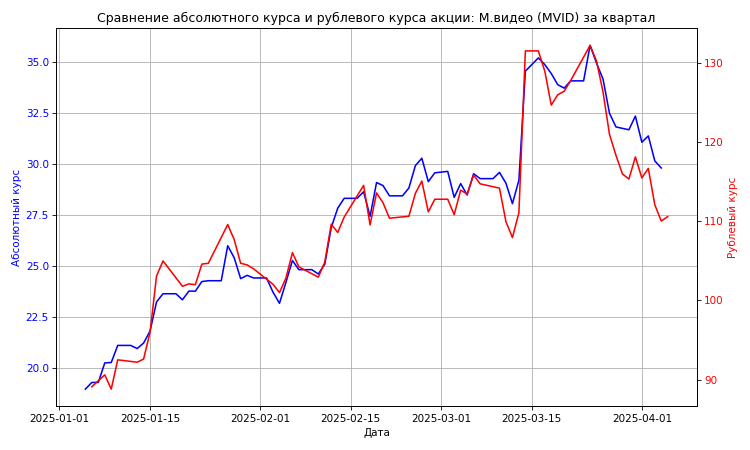 Сравнение абсолютного курса и рублевого курса акции: М.видео (MVID) за квартал
Абсолютный курс
35.0
32.5
30.0
27.5
25.0
22.5
20.0
130
120
110
100
90
Рублевый курс
2025-01-01 2025-01-15 2025-02-01 2025-02-15 2025-03-01 2025-03-15 2025-04-01
Дата